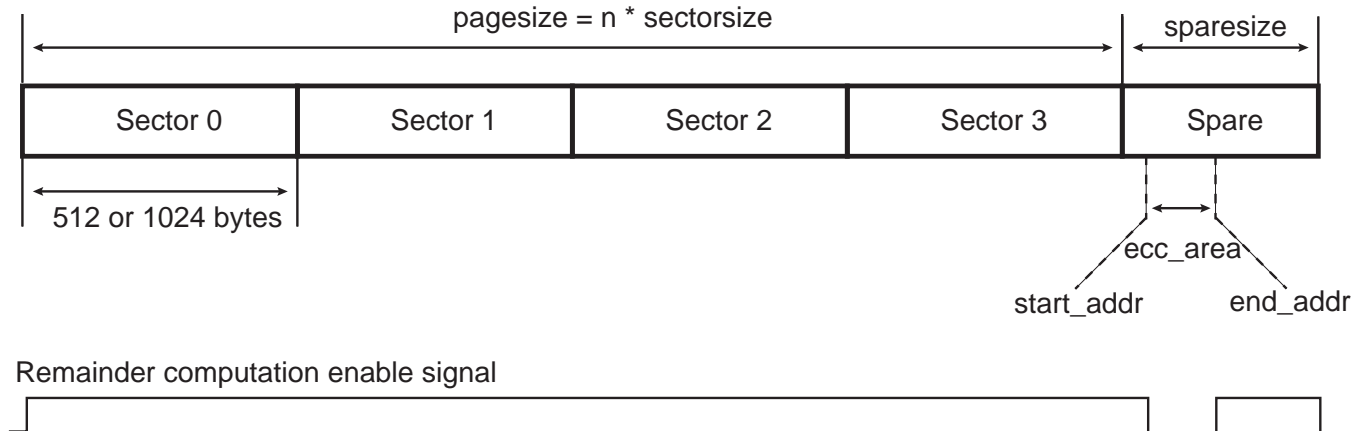 pagesize = n * sectorsize
sparesize
Sector 0
Sector 1
Sector 2
Sector 3
Spare
512 or 1024 bytes
ecc_area
start_addr
end_addr
Remainder computation enable signal